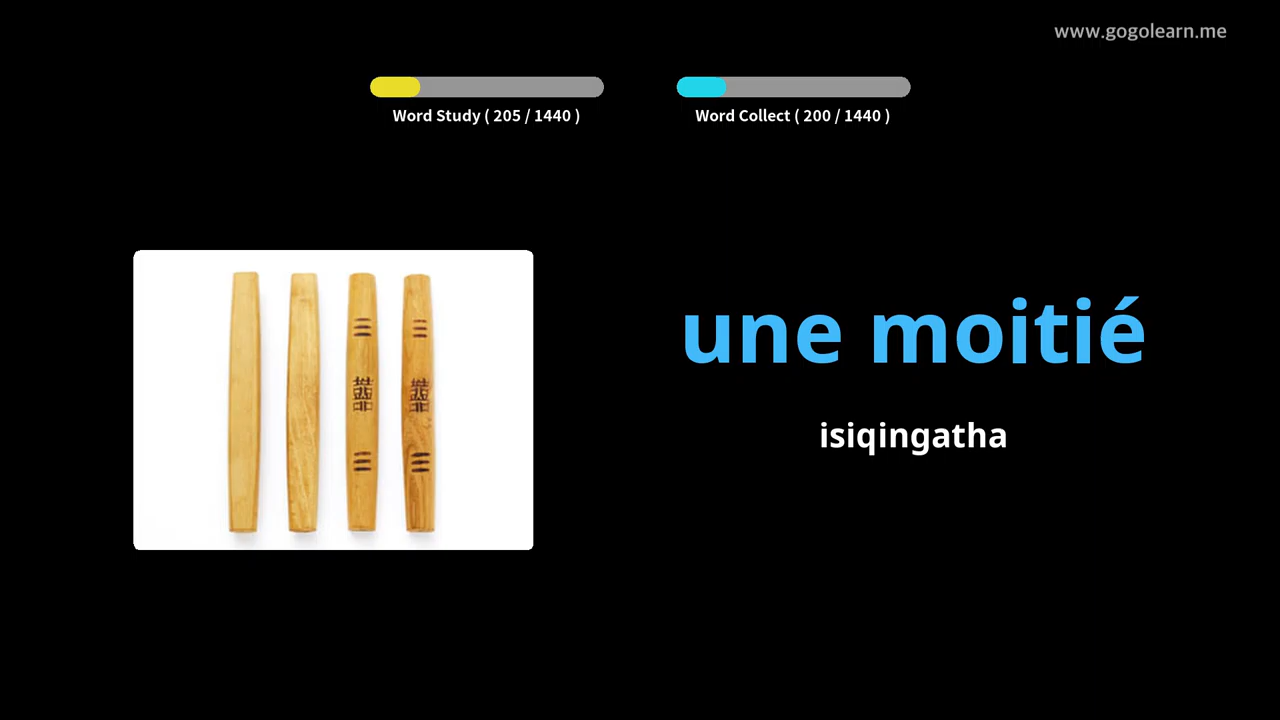 www.gogolearn.me
Word Study ( 205 / 1440 )
Word Collect ( 200 / 1440 )
une moitié
isiqingatha